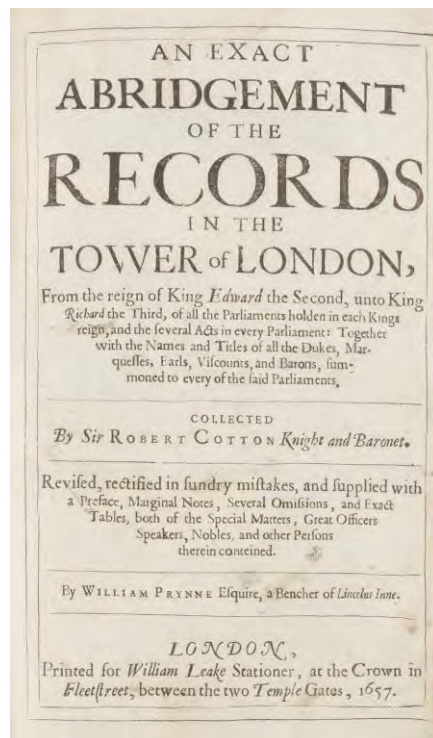 AN EXACT
ABRIDGEMENT
OF THE
RECORDS
IN THE
TOWER of LONDON,
From the reign of King Edward the Second, unto King
Richard the Third, of all the Parliaments holden in each Kings
reign, and the ſeveral Acts in every Parliament: Together
with the Names and Titles of all the Dukes, Mar-
queſſes, Earls, Viſcounts, and Barons, ſum-
moned to every of the ſaid Parliaments.
COLLECTED
By Sir ROBERT COTTON Knight and Baronet.
Reviſed, rectified in ſundry miſtakes, and ſupplied with
a Preface, Marginal Notes, Several Omiſſions, and Exact
Tables, both of the Special Matters, Great Officers
Speakers, Nobles, and other Perſons
therein conteined.
By WILLIAM PRYNNE Eſquire, a Bencher of Lincolns Inne.
LONDON,
Printed for William Leake Stationer, at the Crown in
Fleetſtreet, between the two Temple Gates, 1657.